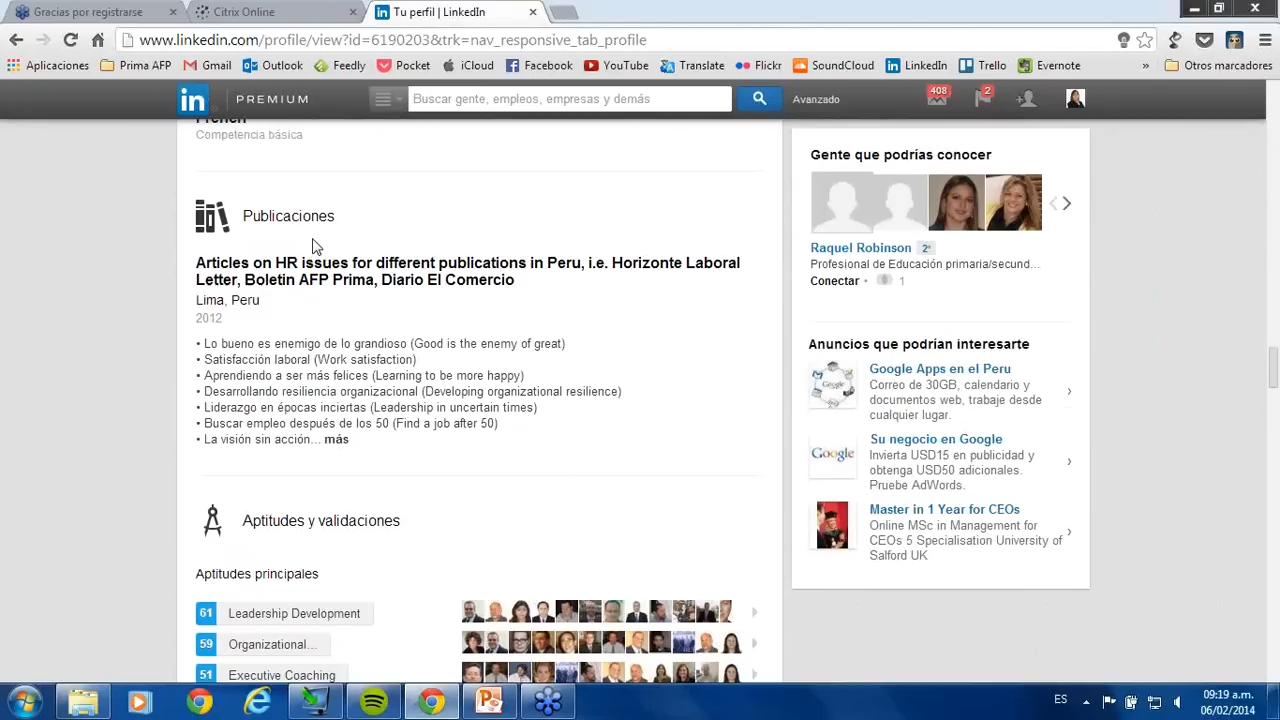 Gracias por registrarse
Citrix Online
Tu perfil | LinkedIn
www.linkedin.com/profile/view?id=6190203&trk=nav_responsive_tab_profile
Aplicaciones
Prima AFP
Gmail
Outlook
Feedly
Pocket
iCloud
Facebook
YouTube
Translate
Flickr
SoundCloud
LinkedIn
Trello
Evernote
»
Otros marcadores
in PREMIUM
Buscar gente, empleos, empresas y demás
Avanzado
408
2
French
Competencia básica
Publicaciones
Articles on HR issues for different publications in Peru, i.e. Horizonte Laboral
Letter, Boletin AFP Prima, Diario El Comercio
Lima, Peru
2012
• Lo bueno es enemigo de lo grandioso (Good is the enemy of great)
• Satisfacción laboral (Work satisfaction)
• Aprendiendo a ser más felices (Learning to be more happy)
• Desarrollando resiliencia organizacional (Developing organizational resilience)
• Liderazgo en épocas inciertas (Leadership in uncertain times)
• Buscar empleo después de los 50 (Find a job after 50)
• La visión sin acción... más
Aptitudes y validaciones
Aptitudes principales
61 Leadership Development
59 Organizational...
51 Executive Coaching
Gente que podrías conocer
Raquel Robinson 2º
Profesional de Educación primaria/secund...
Conectar • 1
Anuncios que podrían interesarte
Google Apps en el Peru
Correo de 30GB, calendario y
documentos web, trabaje desde
cualquier lugar.
Su negocio en Google
Google
Invierta USD15 en publicidad y
obtenga USD50 adicionales.
Pruebe AdWords.
Master in 1 Year for CEOs
Online MSc in Management for
CEOs 5 Specialisation University of
Salford UK
ES
09:19 a.m.
06/02/2014